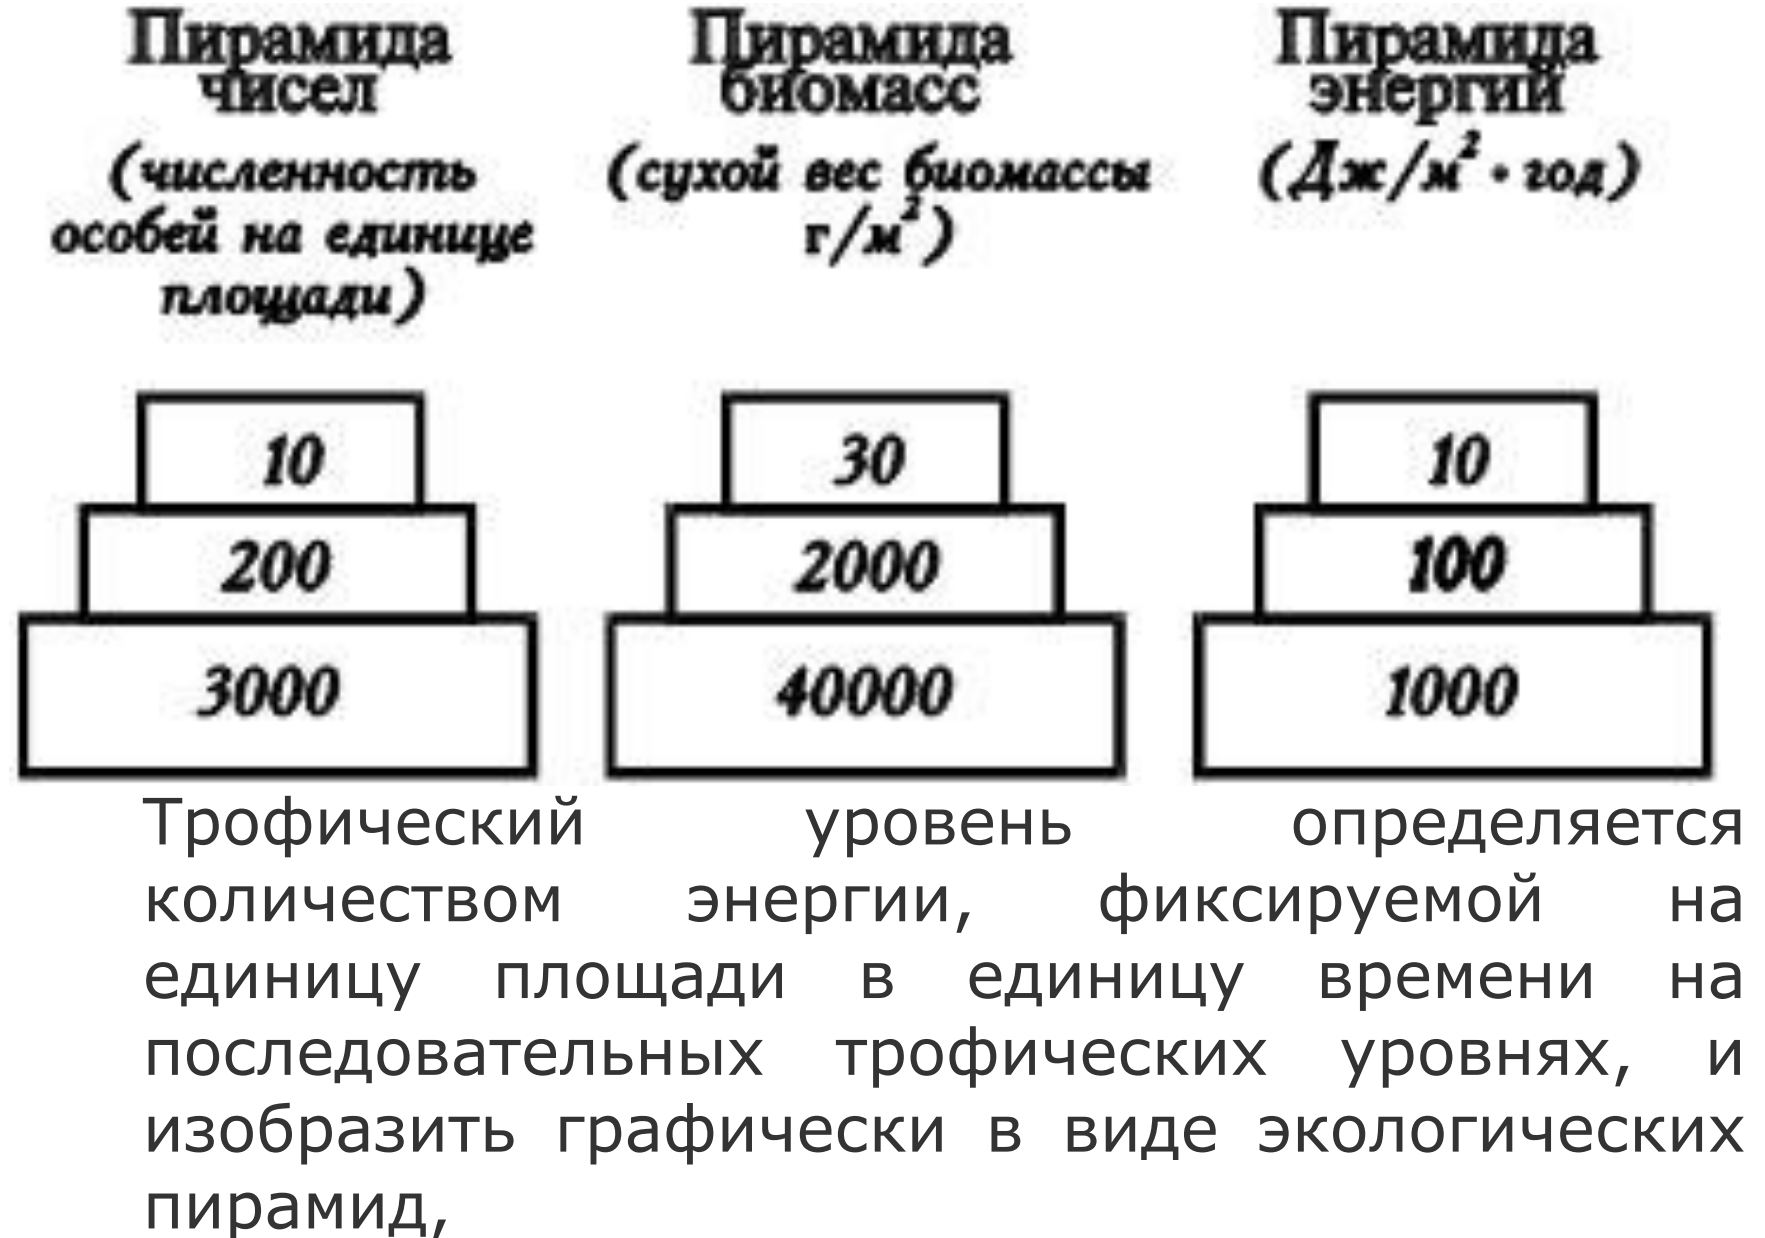 Пирамида
чисел
(численность
особей на единице
площади)
10
200
3000
Пирамида
биомасс
(сухой вес биомассы
г/м²)
30
2000
40000
Пирамида
энергий
(Дж/м² • год)
10
100
1000
Трофический уровень определяется
количеством энергии, фиксируемой на
единицу площади в единицу времени на
последовательных трофических уровнях, и
изобразить графически в виде экологических
пирамид,